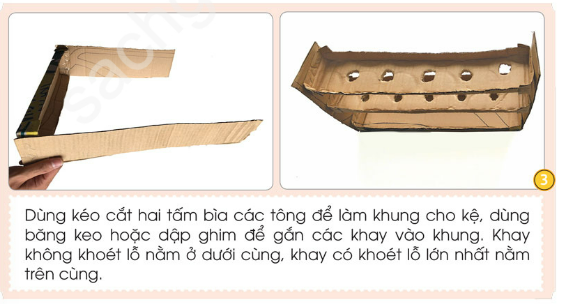 sachg
3
Dùng kéo cắt hai tấm bìa các tông để làm khung cho kệ, dùng
băng keo hoặc dập ghim để gắn các khay vào khung. Khay
không khoét lỗ nằm ở dưới cùng, khay có khoét lỗ lớn nhất nằm
trên cùng.